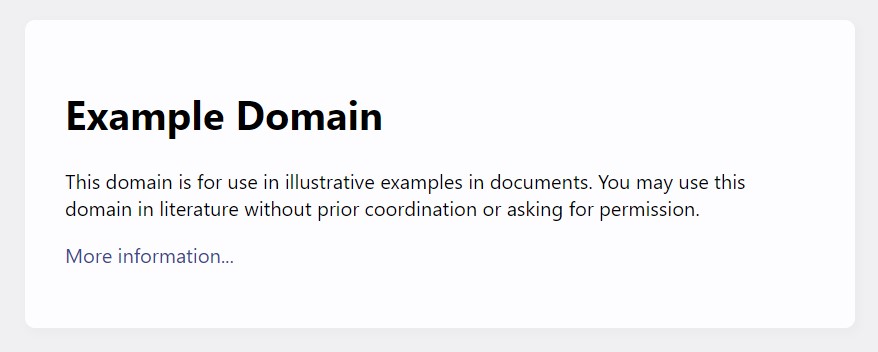 Example Domain
This domain is for use in illustrative examples in documents. You may use this
domain in literature without prior coordination or asking for permission.
More information...